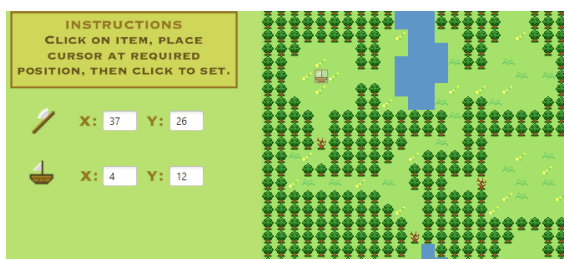 INSTRUCTIONS
CLICK ON ITEM, PLACE
CURSOR AT REQUIRED
POSITION, THEN CLICK TO SET.
X: 37 Y: 26
X: 4 Y: 12